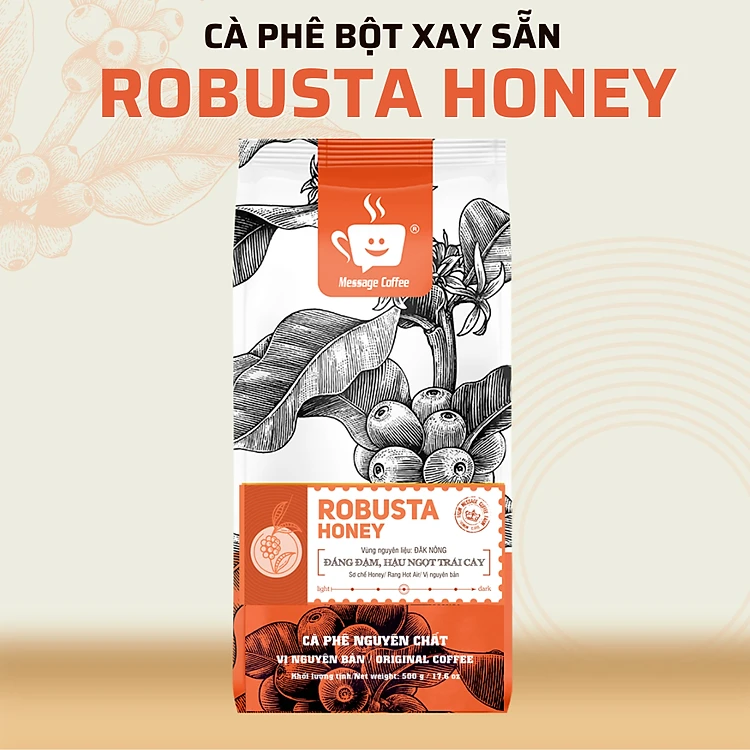 CÀ PHÊ BỘT XAY SẴN
ROBUSTA HONEY
®
Message Coffee
ROBUSTA
HONEY
Vùng nguyên liệu: ĐĂK NÔNG
ĐẮNG ĐẬM, HẬU NGỌT TRÁI CÂY
Sơ chế Honey/ Rang Hot Air/ Vị nguyên bản
light
dark
CÀ PHÊ NGUYÊN CHẤT
VỊ NGUYÊN BẢN / ORIGINAL COFFEE
Khối lượng tịnh/Net weight: 500 g / 17.6 oz